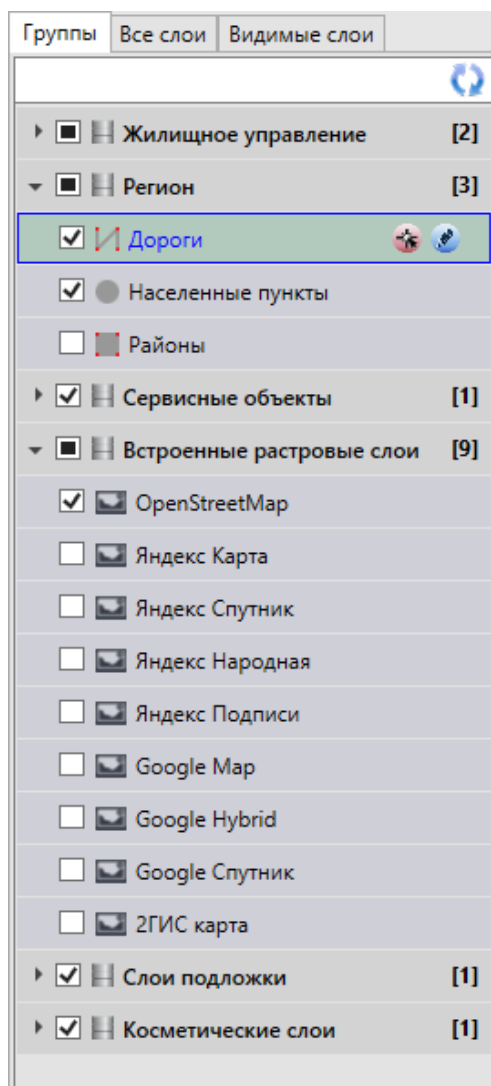 Группы Все слои Видимые слои
Жилищное управление [2]
Регион [3]
Дороги
Населенные пункты
Районы
Сервисные объекты [1]
Встроенные растровые слои [9]
OpenStreetMap
Яндекс Карта
Яндекс Спутник
Яндекс Народная
Яндекс Подписи
Google Map
Google Hybrid
Google Спутник
2ГИС карта
Слои подложки [1]
Косметические слои [1]